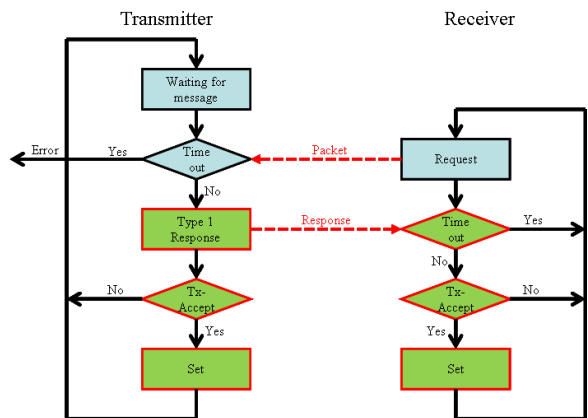 Transmitter
Receiver
Waiting for
message
Error
Yes
Time
out
Packet
Request
No
Type 1
Response
Response
Time
out
Yes
No
No
Tx-
Accept
Tx-
Accept
No
Yes
Yes
Set
Set